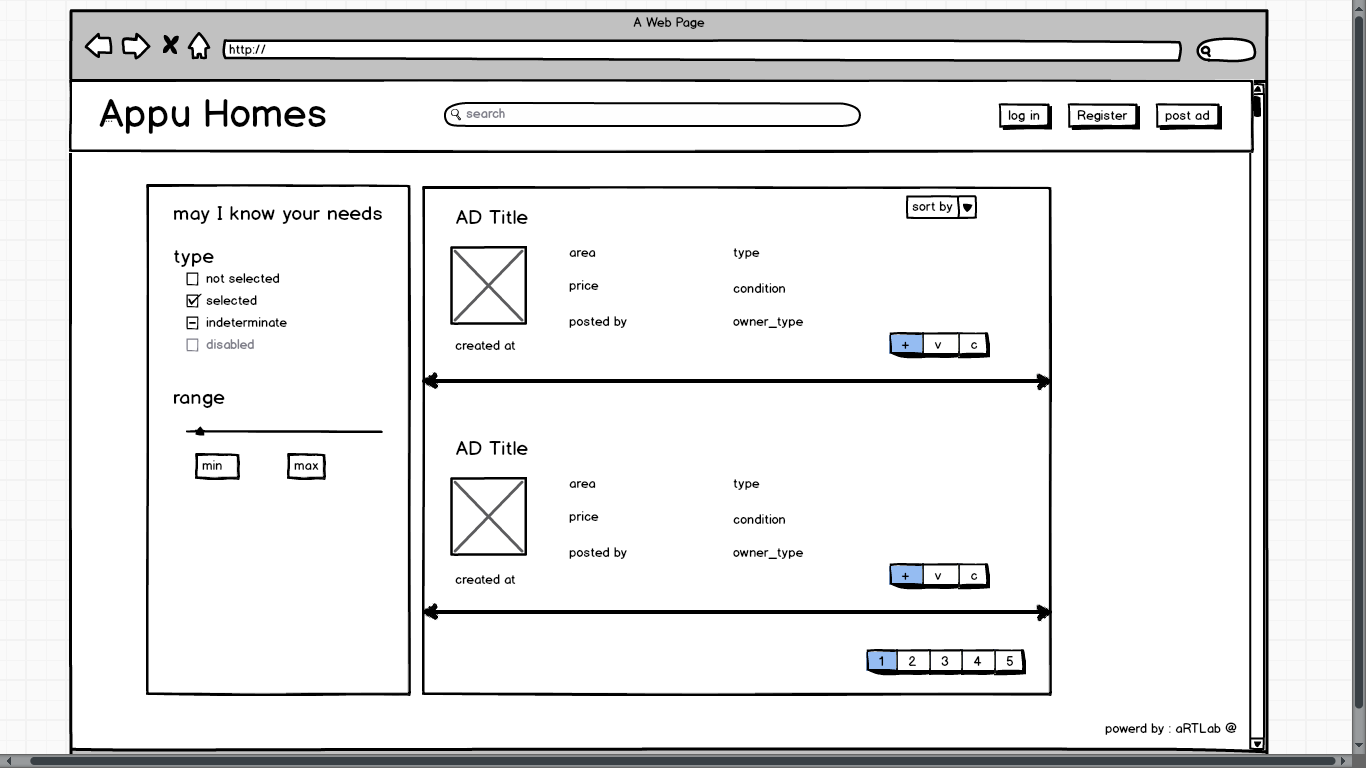 A Web Page
http://
Appu Homes
search
log in
Register
post ad
may I know your needs
type
not selected
selected
indeterminate
disabled
range
min
max
AD Title
sort by
area
type
price
condition
posted by
owner_type
created at
+ v c
AD Title
area
type
price
condition
posted by
owner_type
created at
+ v c
1 2 3 4 5
powerd by : aRTLab @